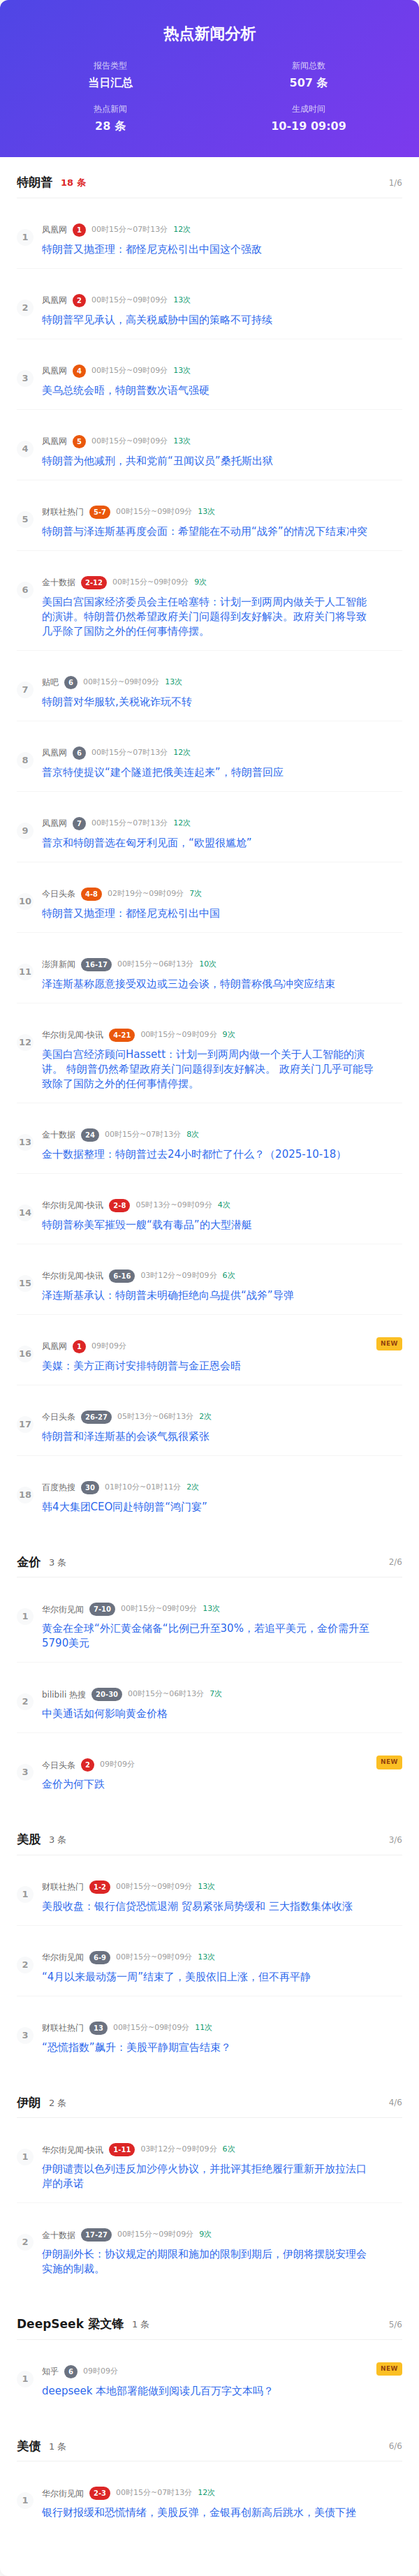 热点新闻分析
报告类型
当日汇总
新闻总数
507 条
热点新闻
28 条
生成时间
10-19 09:09
特朗普 18 条 1/6
1
凤凰网 1 00时15分~07时13分 12次
特朗普又抛歪理：都怪尼克松引出中国这个强敌
2
凤凰网 2 00时15分~09时09分 13次
特朗普罕见承认，高关税威胁中国的策略不可持续
3
凤凰网 4 00时15分~09时09分 13次
美乌总统会晤，特朗普数次语气强硬
4
凤凰网 5 00时15分~09时09分 13次
特朗普为他减刑，共和党前“丑闻议员”桑托斯出狱
5
财联社热门 5-7 00时15分~09时09分 13次
特朗普与泽连斯基再度会面：希望能在不动用“战斧”的情况下结束冲突
6
金十数据 2-12 00时15分~09时09分 9次
美国白宫国家经济委员会主任哈塞特：计划一到两周内做关于人工智能
的演讲。特朗普仍然希望政府关门问题得到友好解决。政府关门将导致
几乎除了国防之外的任何事情停摆。
7
贴吧 6 00时15分~09时09分 13次
特朗普对华服软,关税讹诈玩不转
8
凤凰网 6 00时15分~07时13分 12次
普京特使提议“建个隧道把俄美连起来”，特朗普回应
9
凤凰网 7 00时15分~07时13分 12次
普京和特朗普选在匈牙利见面，“欧盟很尴尬”
10
今日头条 4-8 02时19分~09时09分 7次
特朗普又抛歪理：都怪尼克松引出中国
11
澎湃新闻 16-17 00时15分~06时13分 10次
泽连斯基称愿意接受双边或三边会谈，特朗普称俄乌冲突应结束
12
华尔街见闻-快讯 4-21 00时15分~09时09分 9次
美国白宫经济顾问Hassett：计划一到两周内做一个关于人工智能的演
讲。 特朗普仍然希望政府关门问题得到友好解决。 政府关门几乎可能导
致除了国防之外的任何事情停摆。
13
金十数据 24 00时15分~07时13分 8次
金十数据整理：特朗普过去24小时都忙了什么？（2025-10-18）
14
华尔街见闻-快讯 2-8 05时13分~09时09分 4次
特朗普称美军摧毁一艘“载有毒品”的大型潜艇
15
华尔街见闻-快讯 6-16 03时12分~09时09分 6次
泽连斯基承认：特朗普未明确拒绝向乌提供“战斧”导弹
16
凤凰网 1 09时09分 NEW
美媒：美方正商讨安排特朗普与金正恩会晤
17
今日头条 26-27 05时13分~06时13分 2次
特朗普和泽连斯基的会谈气氛很紧张
18
百度热搜 30 01时10分~01时11分 2次
韩4大集团CEO同赴特朗普“鸿门宴”
金价 3 条 2/6
1
华尔街见闻 7-10 00时15分~09时09分 13次
黄金在全球“外汇黄金储备”比例已升至30%，若追平美元，金价需升至
5790美元
2
bilibili 热搜 20-30 00时15分~06时13分 7次
中美通话如何影响黄金价格
3
今日头条 2 09时09分 NEW
金价为何下跌
美股 3 条 3/6
1
财联社热门 1-2 00时15分~09时09分 13次
美股收盘：银行信贷恐慌退潮 贸易紧张局势缓和 三大指数集体收涨
2
华尔街见闻 6-9 00时15分~09时09分 13次
“4月以来最动荡一周”结束了，美股依旧上涨，但不再平静
3
财联社热门 13 00时15分~09时09分 11次
“恐慌指数”飙升：美股平静期宣告结束？
伊朗 2 条 4/6
1
华尔街见闻-快讯 1-11 03时12分~09时09分 6次
伊朗谴责以色列违反加沙停火协议，并批评其拒绝履行重新开放拉法口
岸的承诺
2
金十数据 17-27 00时15分~09时09分 9次
伊朗副外长：协议规定的期限和施加的限制到期后，伊朗将摆脱安理会
实施的制裁。
DeepSeek 梁文锋 1 条 5/6
1
知乎 6 09时09分 NEW
deepseek 本地部署能做到阅读几百万字文本吗？
美债 1 条 6/6
1
华尔街见闻 2-3 00时15分~07时13分 12次
银行财报缓和恐慌情绪，美股反弹，金银再创新高后跳水，美债下挫